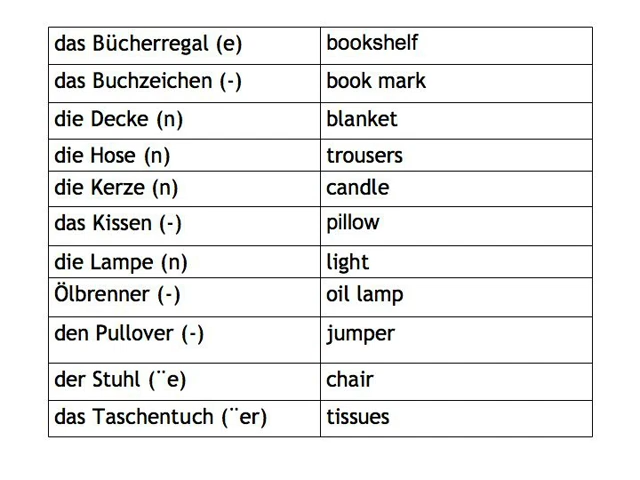 das Bücherregal (e) bookshelf
das Buchzeichen (-) book mark
die Decke (n) blanket
die Hose (n) trousers
die Kerze (n) candle
das Kissen (-) pillow
die Lampe (n) light
Ölbrenner (-) oil lamp
den Pullover (-) jumper
der Stuhl (¨e) chair
das Taschentuch (¨er) tissues